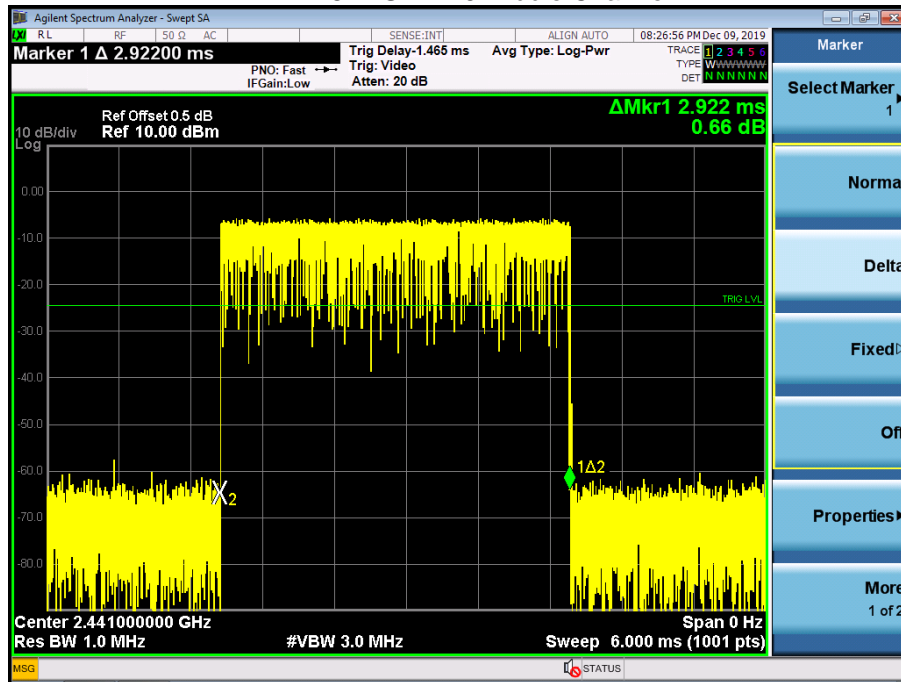 Agilent Spectrum Analyzer - Swept SA
LXI RL RF 50 Ω AC SENSE:INT ALIGN AUTO 08:26:56 PM Dec 09, 2019
Marker 1 Δ 2.92200 ms
PNO: Fast
IFGain:Low
Trig Delay-1.465 ms
Trig: Video
Atten: 20 dB
Avg Type: Log-Pwr
TRACE 1 2 3 4 5 6
TYPE WWWWWWW
DET N N N N N N
Ref Offset 0.5 dB
10 dB/div Ref 10.00 dBm
Log
ΔMkr1 2.922 ms
0.66 dB
0.00
-10.0
-20.0
TRIG LVL
-30.0
-40.0
-50.0
-60.0
1Δ2
2
-70.0
-80.0
Center 2.441000000 GHz Span 0 Hz
Res BW 1.0 MHz #VBW 3.0 MHz Sweep 6.000 ms (1001 pts)
MSG STATUS
Marker
Select Marker
1
Norma
Delta
Fixed
Off
Properties
More
1 of 2